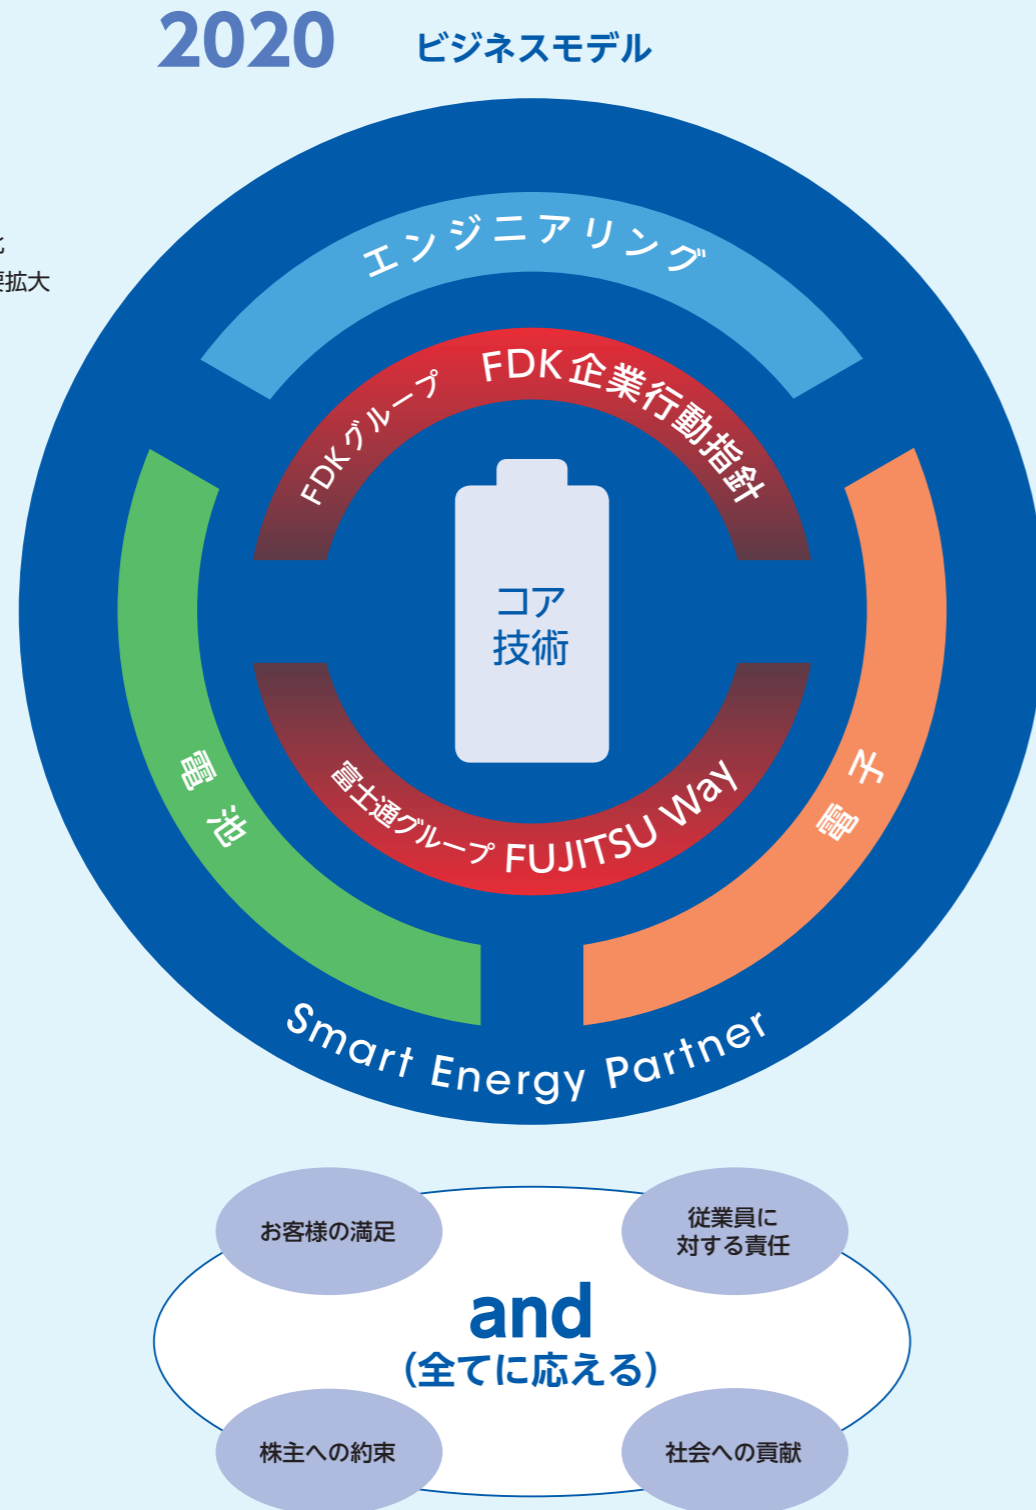 2020
ビジネスモデル
要拡大
エンジニアリング
FDKグループ FDK企業行動指針
コア
技術
富士通グループ FUJITSU Way
電池
電子
Smart Energy Partner
お客様の満足
従業員に
対する責任
and
(全てに応える)
株主への約束
社会への貢献